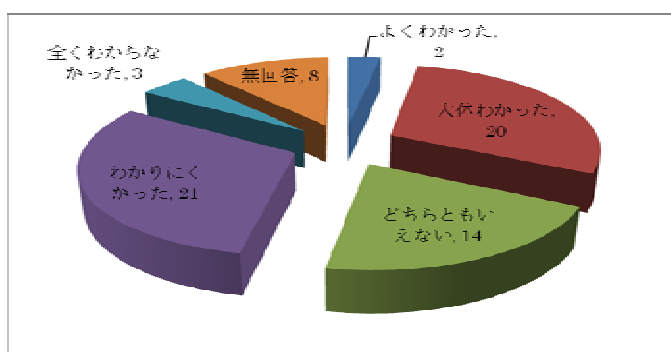 よくわかった,
2
大体わかった,
20
どちらともい
えない, 14
わかりにく
かった, 21
全くわからな
かった, 3
無回答, 8